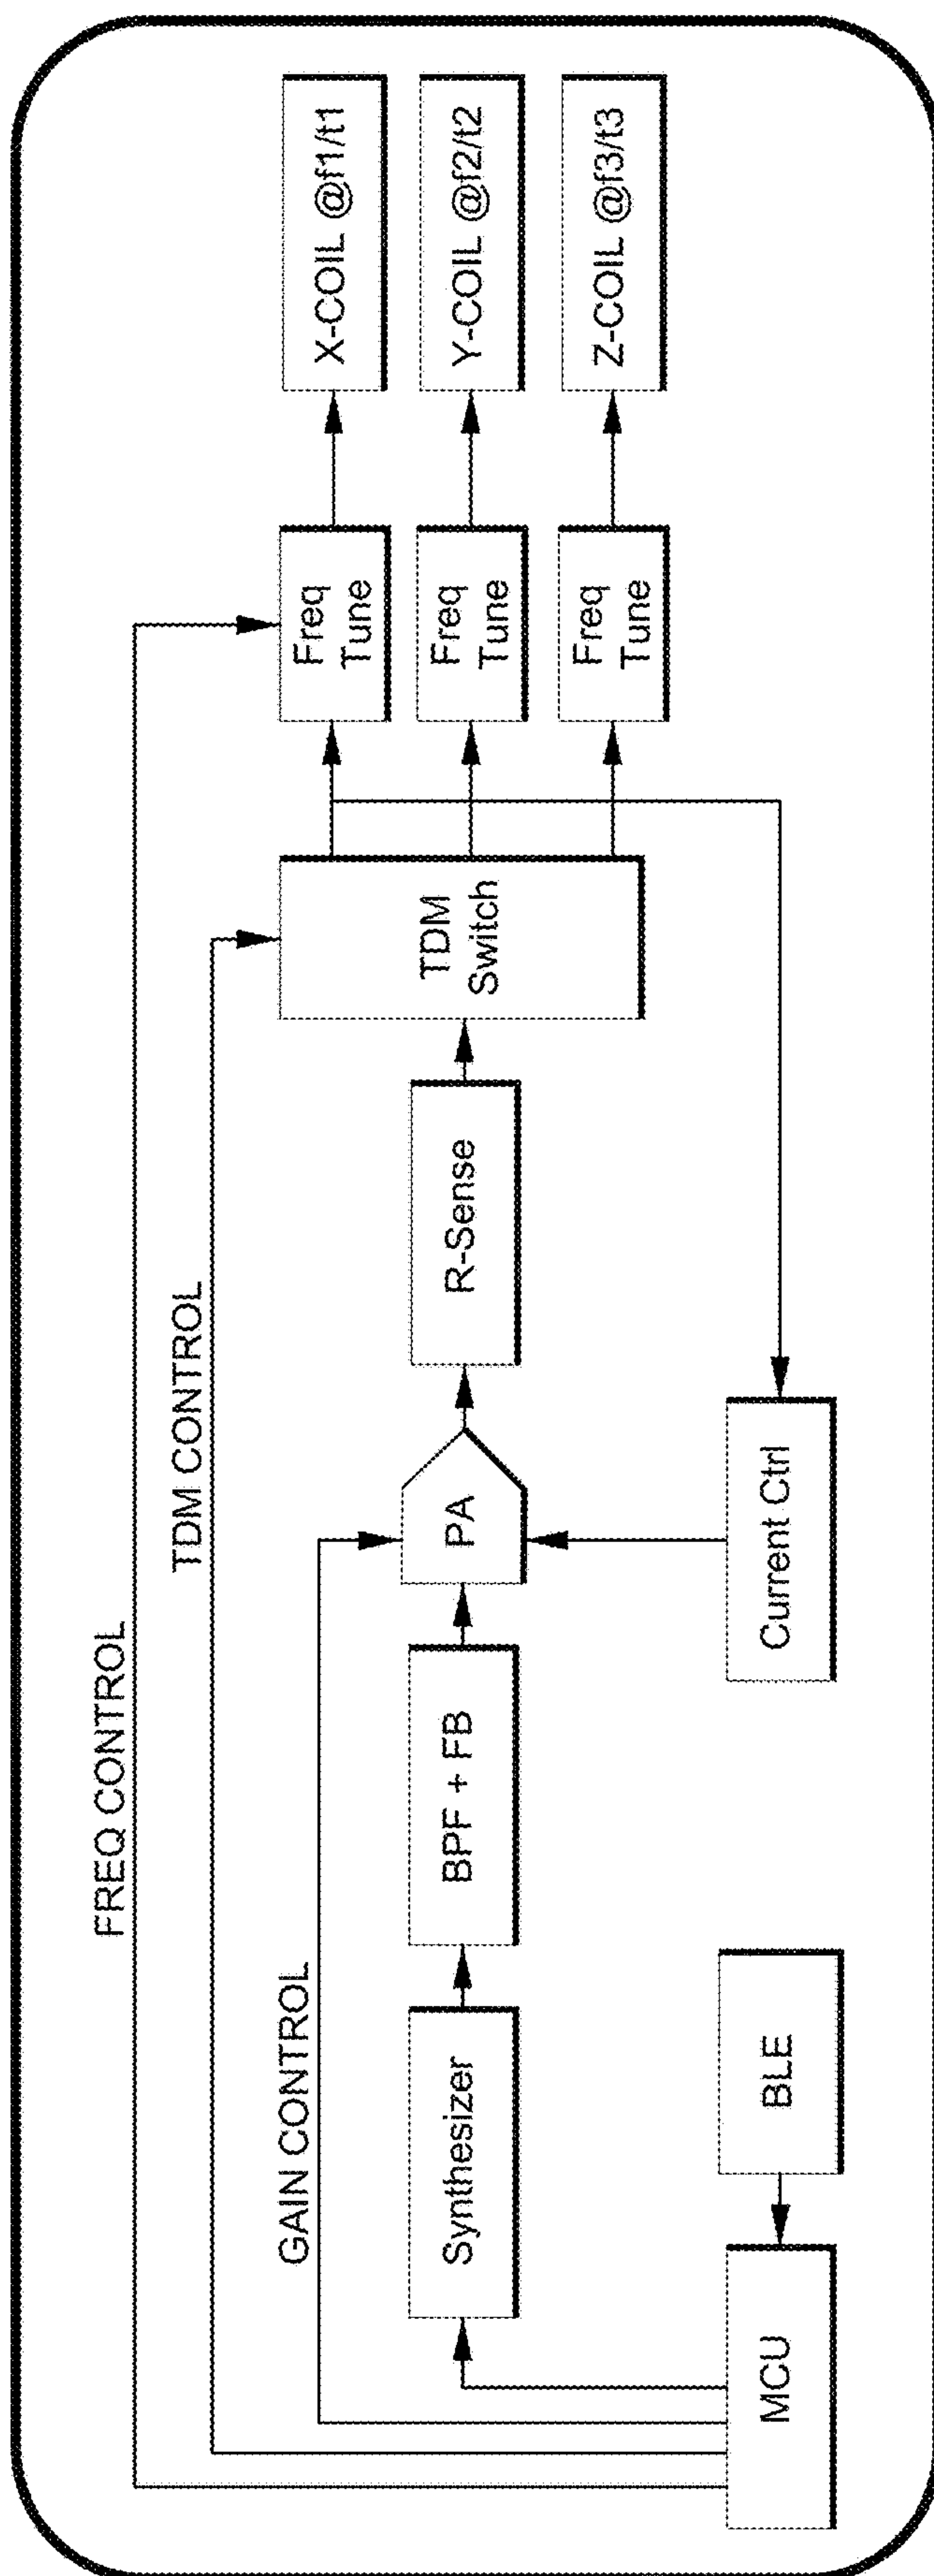 FREQ CONTROL
TDM CONTROL
GAIN CONTROL
Synthesizer
BPF + FB
PA
R-Sense
TDM
Switch
Freq
Tune
X-COIL @f1/t1
Freq
Tune
Y-COIL @f2/t2
Freq
Tune
Z-COIL @f3/t3
MCU
BLE
Current Ctrl